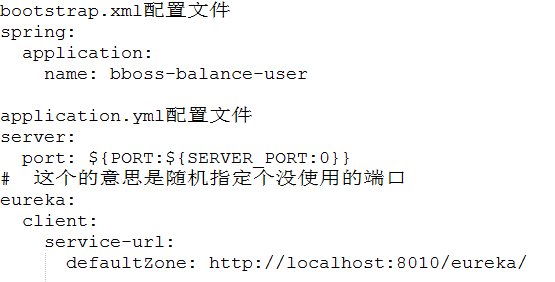 bootstrap.xml配置文件
spring:
  application:
    name: bboss-balance-user

application.yml配置文件
server:
  port: ${PORT:${SERVER_PORT:0}}
#  这个的意思是随机指定个没使用的端口
eureka:
  client:
    service-url:
      defaultZone: http://localhost:8010/eureka/